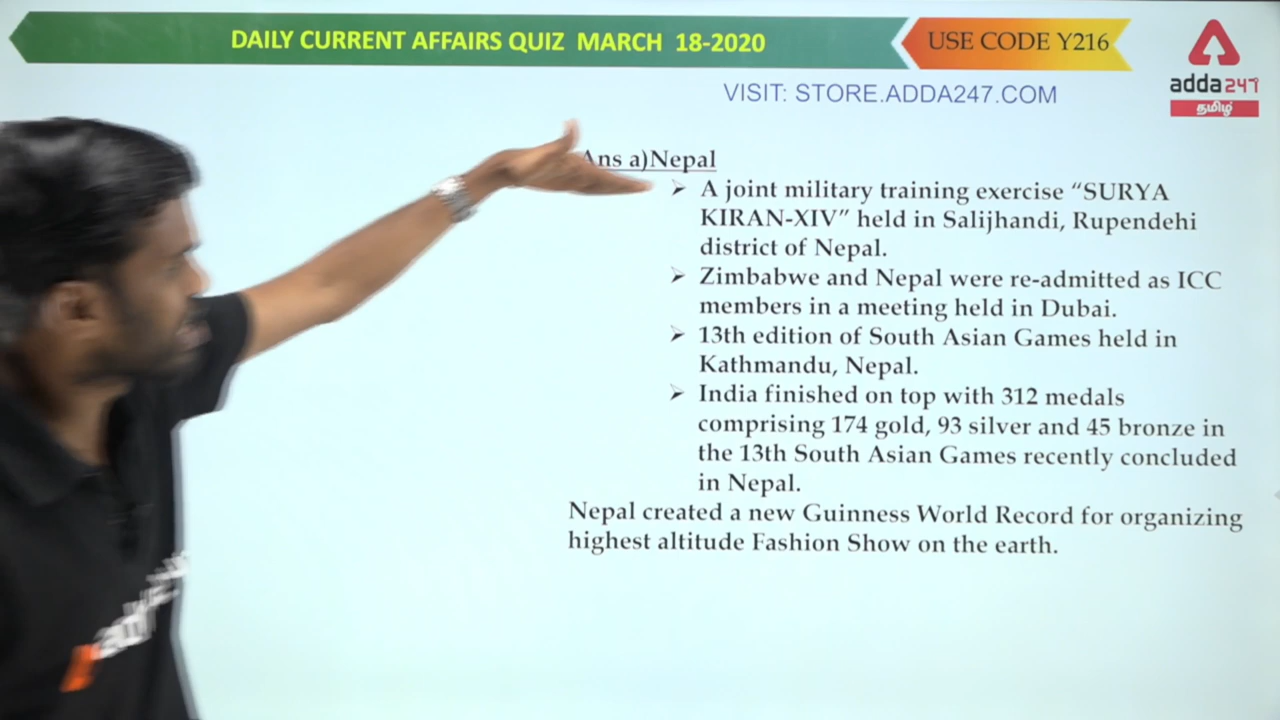 DAILY CURRENT AFFAIRS QUIZ MARCH 18-2020
USE CODE Y216
adda247
தமிழ்
VISIT: STORE.ADDA247.COM
Ans a)Nepal
➢ A joint military training exercise “SURYA
KIRAN-XIV” held in Salijhandi, Rupendehi
district of Nepal.
➢ Zimbabwe and Nepal were re-admitted as ICC
members in a meeting held in Dubai.
➢ 13th edition of South Asian Games held in
Kathmandu, Nepal.
➢ India finished on top with 312 medals
comprising 174 gold, 93 silver and 45 bronze in
the 13th South Asian Games recently concluded
in Nepal.
Nepal created a new Guinness World Record for organizing
highest altitude Fashion Show on the earth.